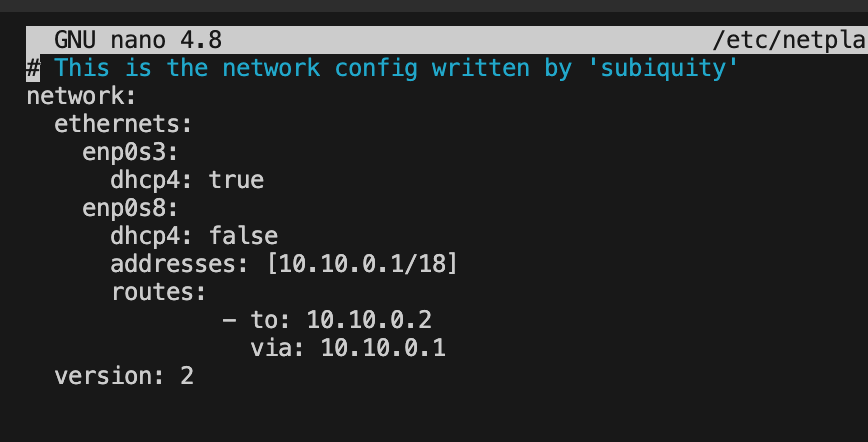 GNU nano 4.8 /etc/netpla
# This is the network config written by 'subiquity'
network:
  ethernets:
    enp0s3:
      dhcp4: true
    enp0s8:
      dhcp4: false
      addresses: [10.10.0.1/18]
      routes:
              - to: 10.10.0.2
                via: 10.10.0.1
  version: 2